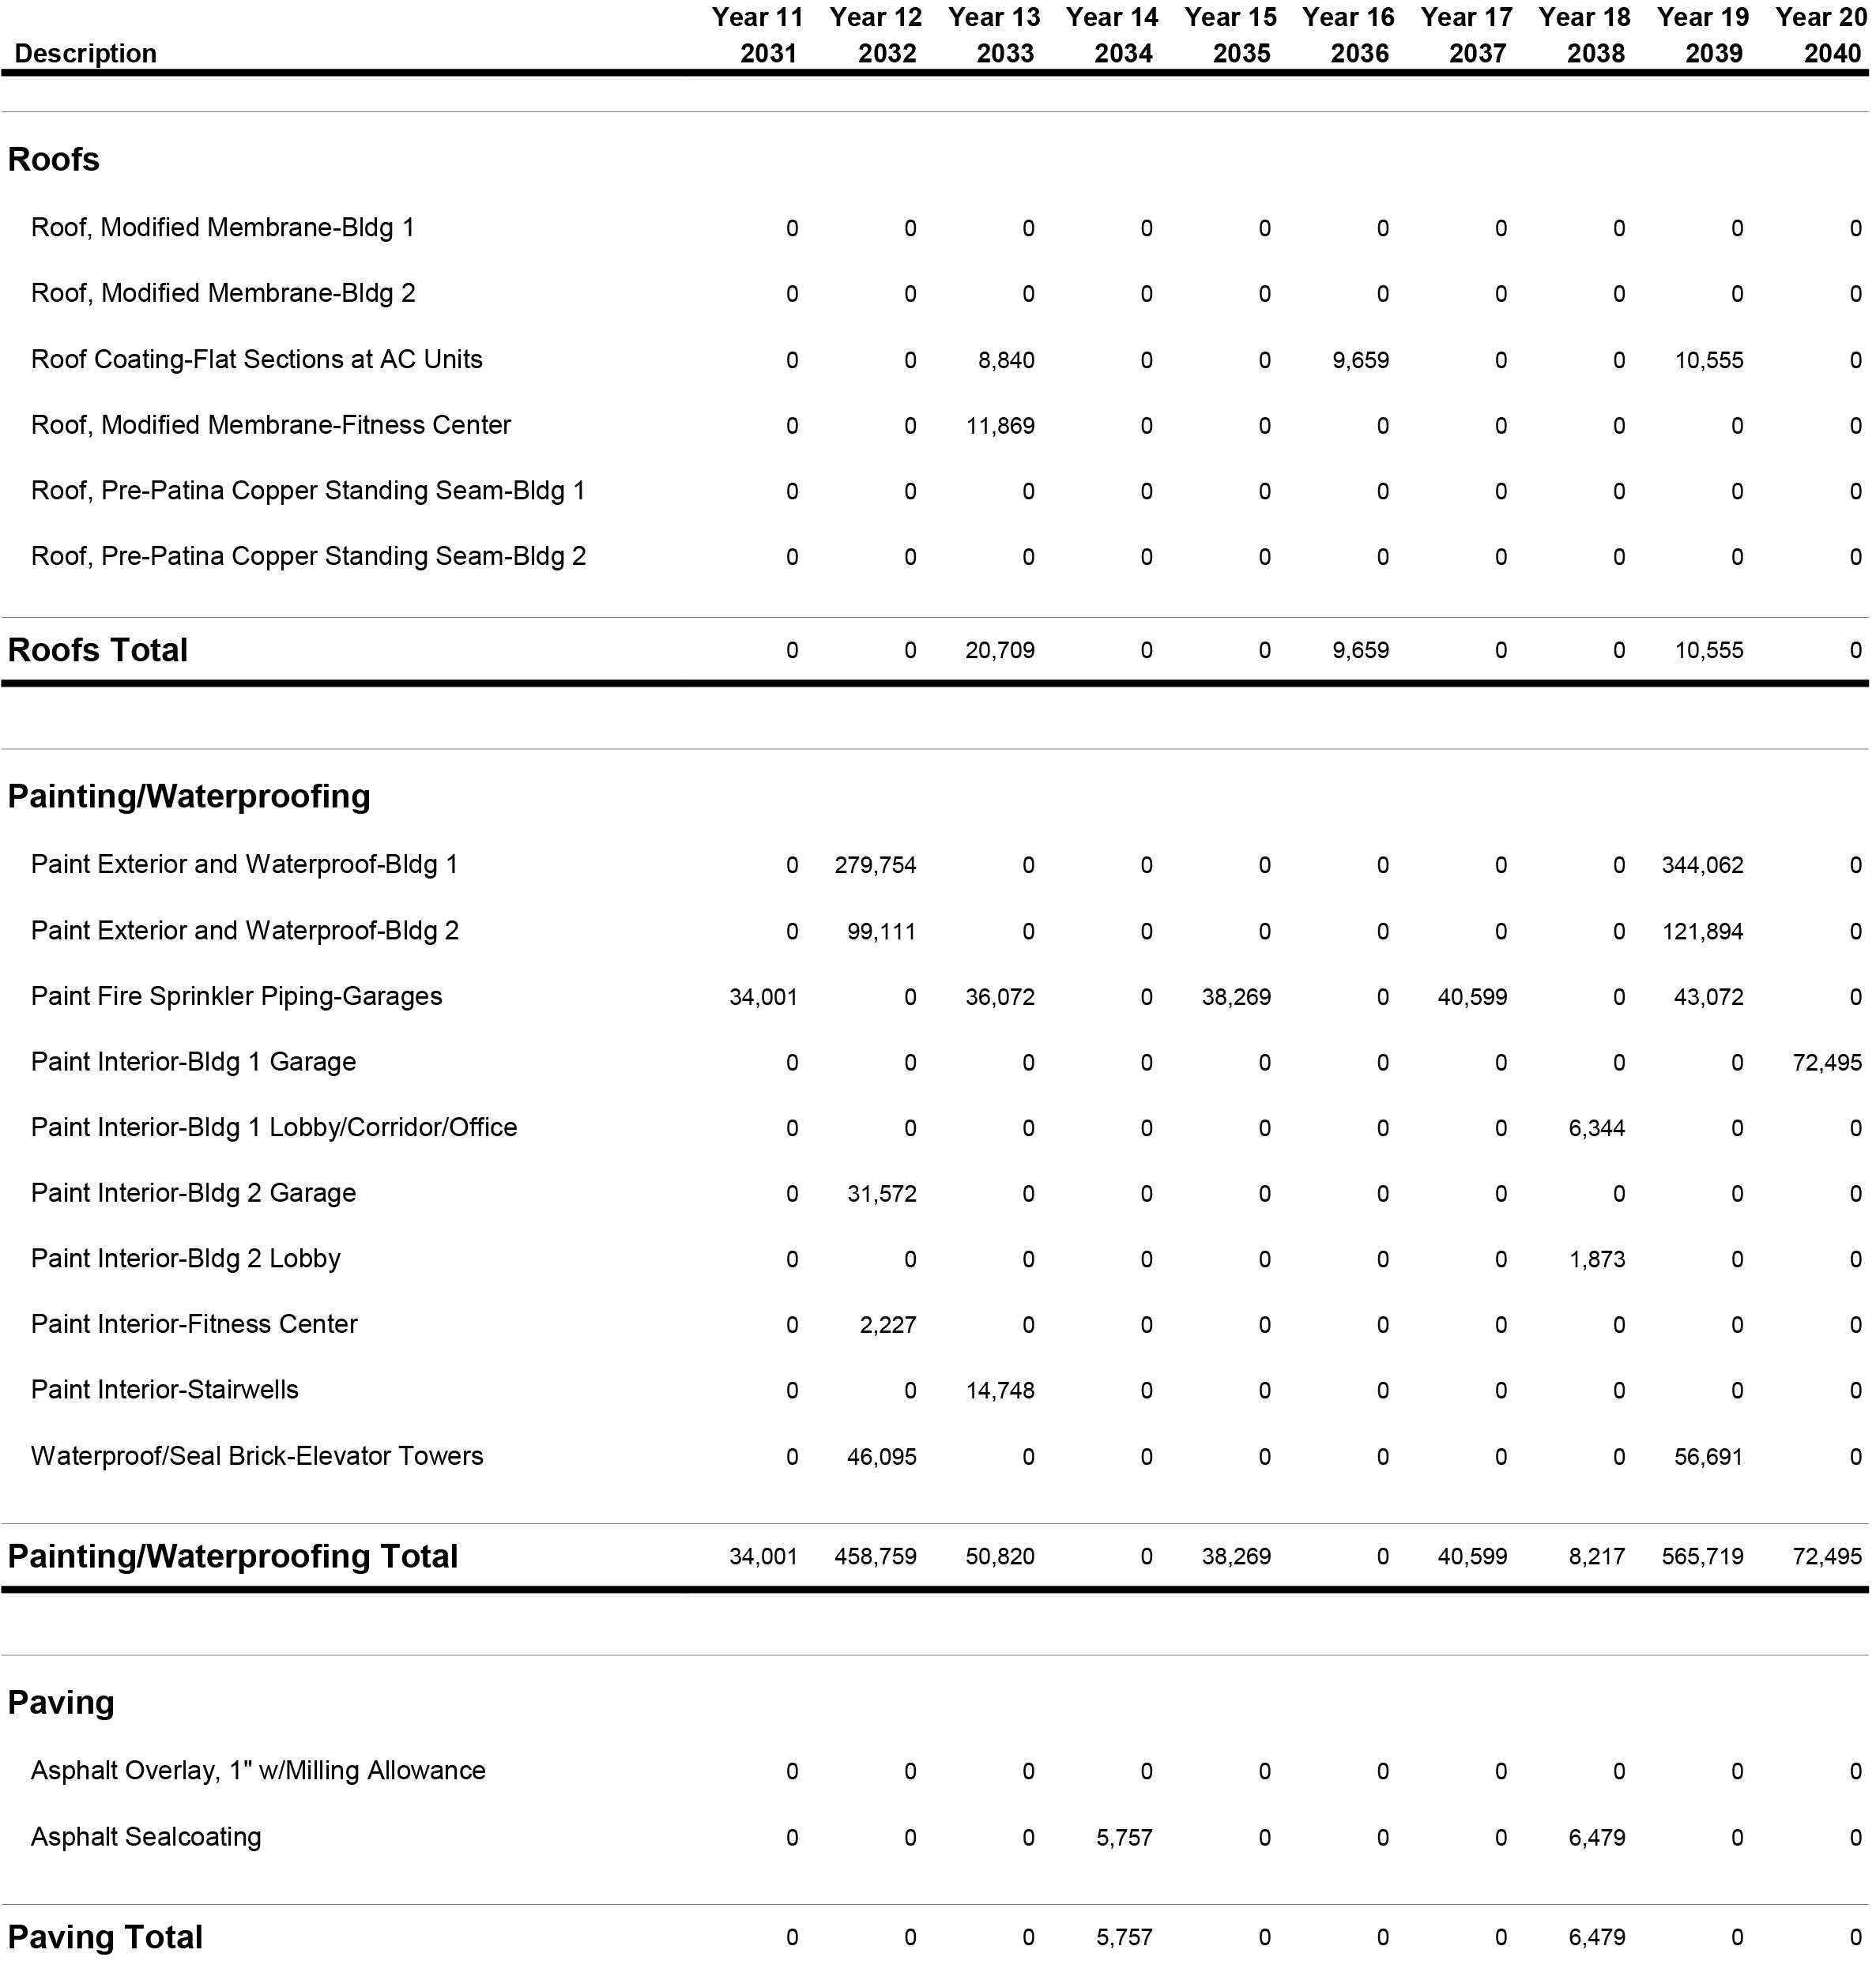 Year 11 Year 12 Year 13 Year 14 Year 15 Year 16 Year 17 Year 18 Year 19 Year 20
Description 2031 2032 2033 2034 2035 2036 2037 2038 2039 2040
Roofs
Roof, Modified Membrane-Bldg 1 0 0 0 0 0 0 0 0 0 0
Roof, Modified Membrane-Bldg 2 0 0 0 0 0 0 0 0 0 0
Roof Coating-Flat Sections at AC Units 0 0 8,840 0 0 9,659 0 0 10,555 0
Roof, Modified Membrane-Fitness Center 0 0 11,869 0 0 0 0 0 0 0
Roof, Pre-Patina Copper Standing Seam-Bldg 1 0 0 0 0 0 0 0 0 0 0
Roof, Pre-Patina Copper Standing Seam-Bldg 2 0 0 0 0 0 0 0 0 0 0
Roofs Total 0 0 20,709 0 0 9,659 0 0 10,555 0
Painting/Waterproofing
Paint Exterior and Waterproof-Bldg 1 0 279,754 0 0 0 0 0 0 344,062 0
Paint Exterior and Waterproof-Bldg 2 0 99,111 0 0 0 0 0 0 121,894 0
Paint Fire Sprinkler Piping-Garages 34,001 0 36,072 0 38,269 0 40,599 0 43,072 0
Paint Interior-Bldg 1 Garage 0 0 0 0 0 0 0 0 0 72,495
Paint Interior-Bldg 1 Lobby/Corridor/Office 0 0 0 0 0 0 0 6,344 0 0
Paint Interior-Bldg 2 Garage 0 31,572 0 0 0 0 0 0 0 0
Paint Interior-Bldg 2 Lobby 0 0 0 0 0 0 0 1,873 0 0
Paint Interior-Fitness Center 0 2,227 0 0 0 0 0 0 0 0
Paint Interior-Stairwells 0 0 14,748 0 0 0 0 0 0 0
Waterproof/Seal Brick-Elevator Towers 0 46,095 0 0 0 0 0 0 56,691 0
Painting/Waterproofing Total 34,001 458,759 50,820 0 38,269 0 40,599 8,217 565,719 72,495
Paving
Asphalt Overlay, 1" w/Milling Allowance 0 0 0 0 0 0 0 0 0 0
Asphalt Sealcoating 0 0 0 5,757 0 0 0 6,479 0 0
Paving Total 0 0 0 5,757 0 0 0 6,479 0 0